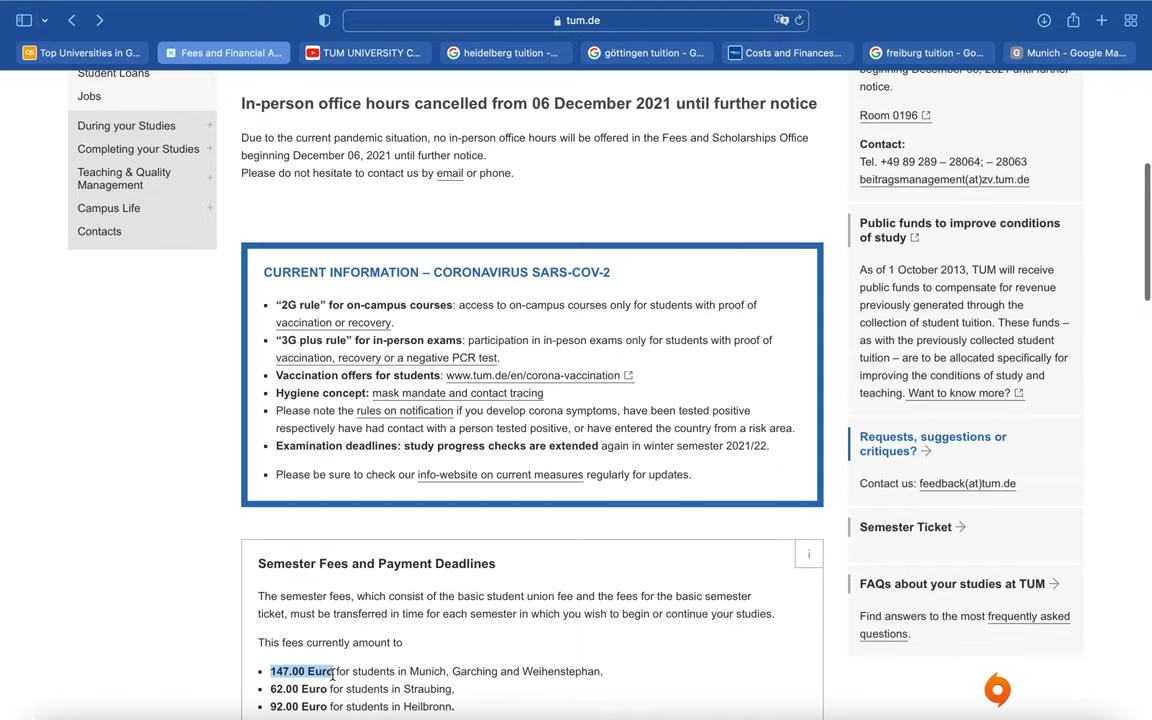 tum.de
Top Universities in G...
Fees and Financial A...
TUM UNIVERSITY C...
heidelberg tuition -...
göttingen tuition - G...
Costs and Finances...
freiburg tuition - Go...
Munich - Google Ma...
Student Loans
Jobs
During your Studies +
Completing your Studies +
Teaching & Quality
Management +
Campus Life +
Contacts
In-person office hours cancelled from 06 December 2021 until further notice
Due to the current pandemic situation, no in-person office hours will be offered in the Fees and Scholarships Office
beginning December 06, 2021 until further notice.
Please do not hesitate to contact us by email or phone.
CURRENT INFORMATION – CORONAVIRUS SARS-COV-2
▪ “2G rule” for on-campus courses: access to on-campus courses only for students with proof of
vaccination or recovery.
▪ “3G plus rule” for in-person exams: participation in in-peson exams only for students with proof of
vaccination, recovery or a negative PCR test.
▪ Vaccination offers for students: www.tum.de/en/corona-vaccination
▪ Hygiene concept: mask mandate and contact tracing
▪ Please note the rules on notification if you develop corona symptoms, have been tested positive
respectively have had contact with a person tested positive, or have entered the country from a risk area.
▪ Examination deadlines: study progress checks are extended again in winter semester 2021/22.
▪ Please be sure to check our info-website on current measures regularly for updates.
Semester Fees and Payment Deadlines
i
The semester fees, which consist of the basic student union fee and the fees for the basic semester
ticket, must be transferred in time for each semester in which you wish to begin or continue your studies.
This fees currently amount to
▪ 147.00 Euro for students in Munich, Garching and Weihenstephan,
▪ 62.00 Euro for students in Straubing,
▪ 92.00 Euro for students in Heilbronn.
beginning December 06, 2021 until further
notice.
Room 0196
Contact:
Tel. +49 89 289 – 28064; – 28063
beitragsmanagement(at)zv.tum.de
Public funds to improve conditions
of study
As of 1 October 2013, TUM will receive
public funds to compensate for revenue
previously generated through the
collection of student tuition. These funds –
as with the previously collected student
tuition – are to be allocated specifically for
improving the conditions of study and
teaching. Want to know more?
Requests, suggestions or
critiques? →
Contact us: feedback(at)tum.de
Semester Ticket →
FAQs about your studies at TUM →
Find answers to the most frequently asked
questions.